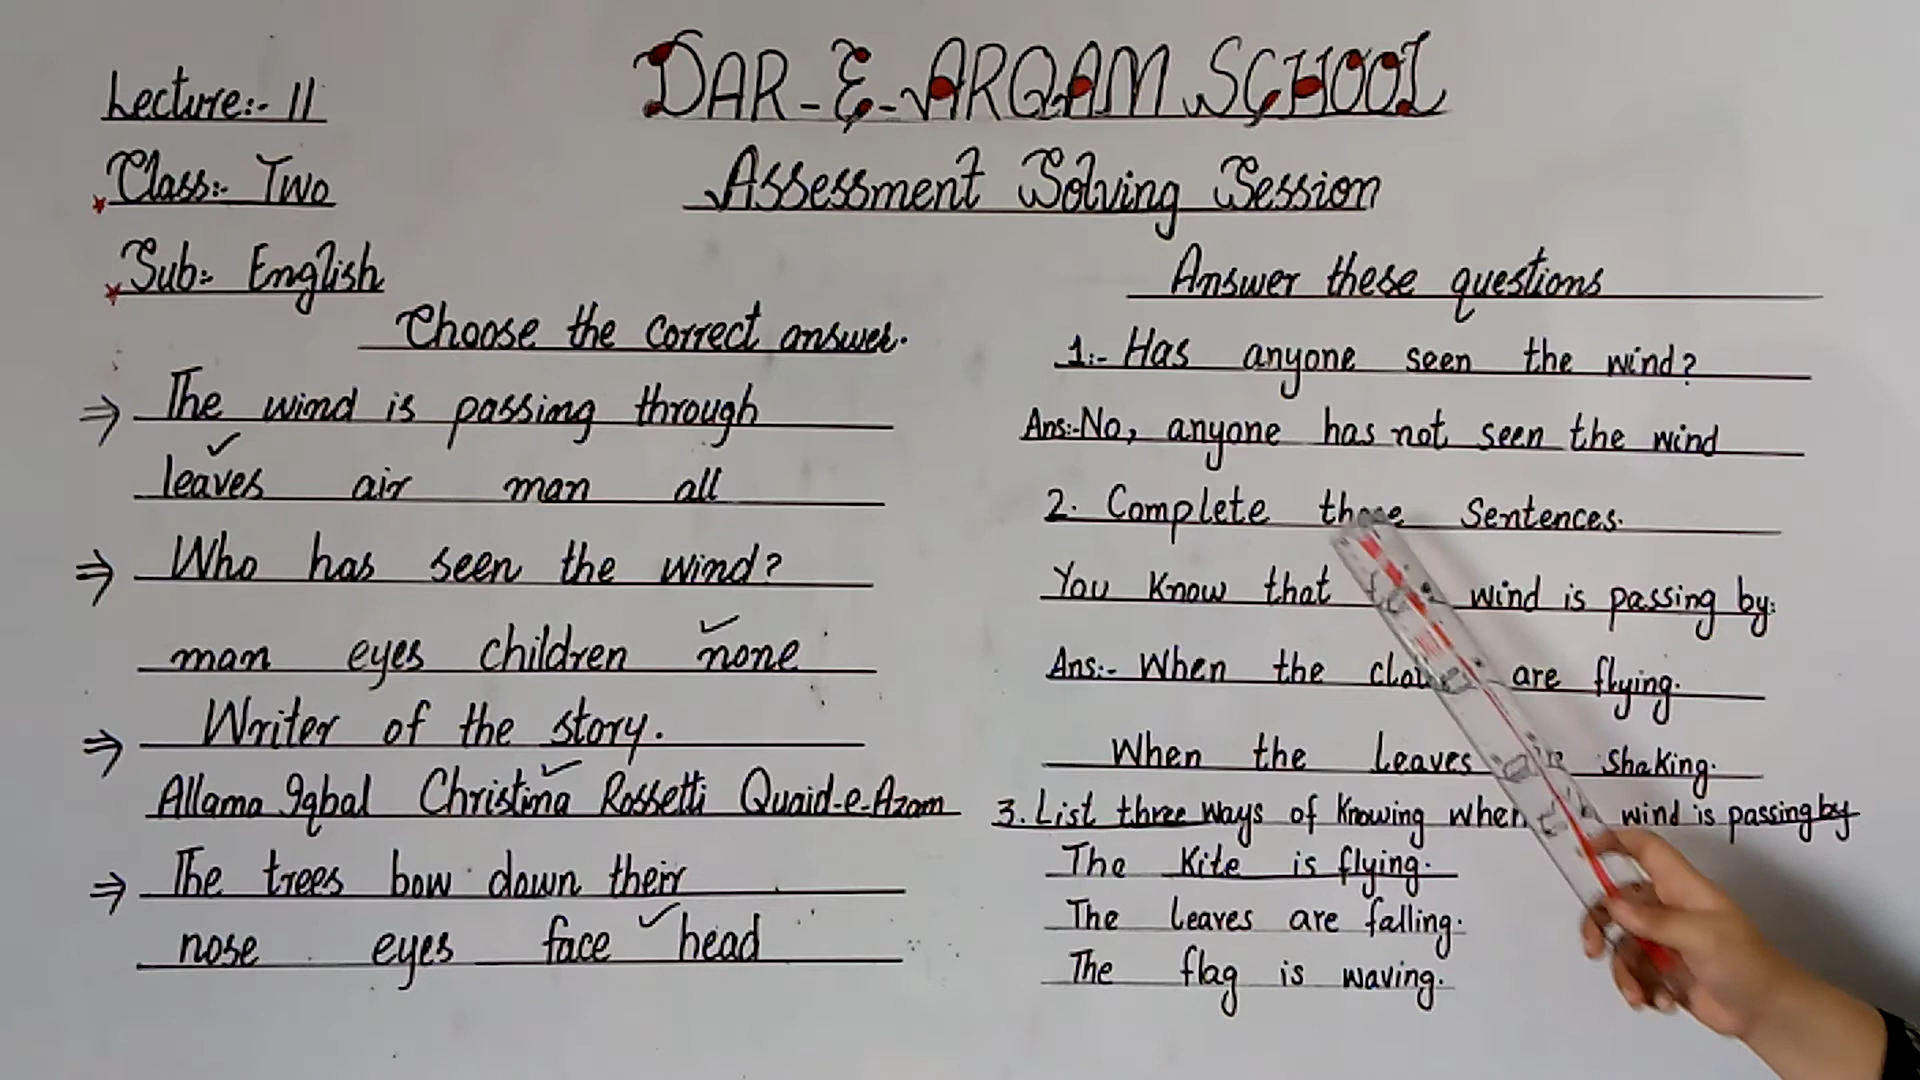 DAR-E-ARQAM SCHOOL
Lecture:- 11
Class:- Two
Assessment Solving Session
Sub:- English
Choose the correct answer.
⇒ The wind is passing through
leaves air man all
⇒ Who has seen the wind?
man eyes children none
⇒ Writer of the story.
Allama Iqbal Christina Rossetti Quaid-e-Azam
⇒ The trees bow down their
nose eyes face head
Answer these questions
1:- Has anyone seen the wind?
Ans:- No, anyone has not seen the wind
2. Complete these Sentences.
You Know that wind is passing by:
Ans:- When the clouds are flying.
When the Leaves shaking.
3. List three ways of Knowing when wind is passing by
The Kite is flying.
The Leaves are falling.
The flag is waving.